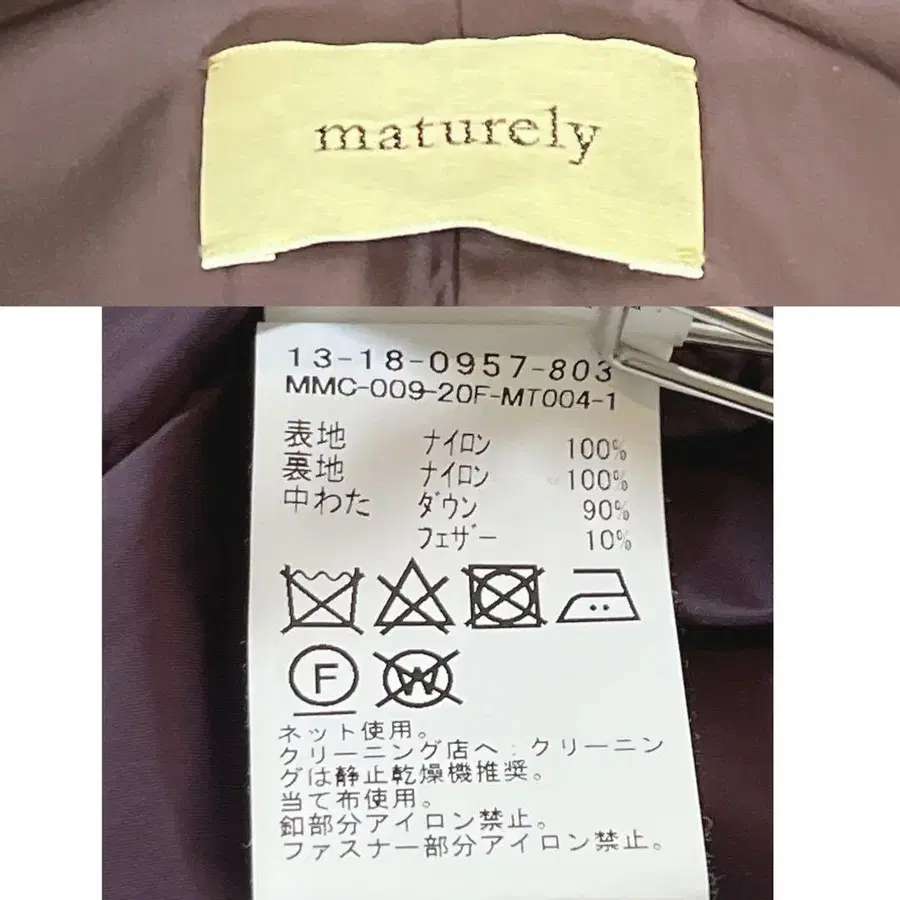 maturely
13-18-0957-803
MMC-009-20F-MT004-1
表地 ナイロン 100%
裏地 ナイロン 100%
中わた ダウン 90%
フェザー 10%
F
W
ネット使用。
クリーニング店へ:クリーニン
グは静止乾燥機推奨。
当て布使用。
釦部分アイロン禁止。
ファスナー部分アイロン禁止。